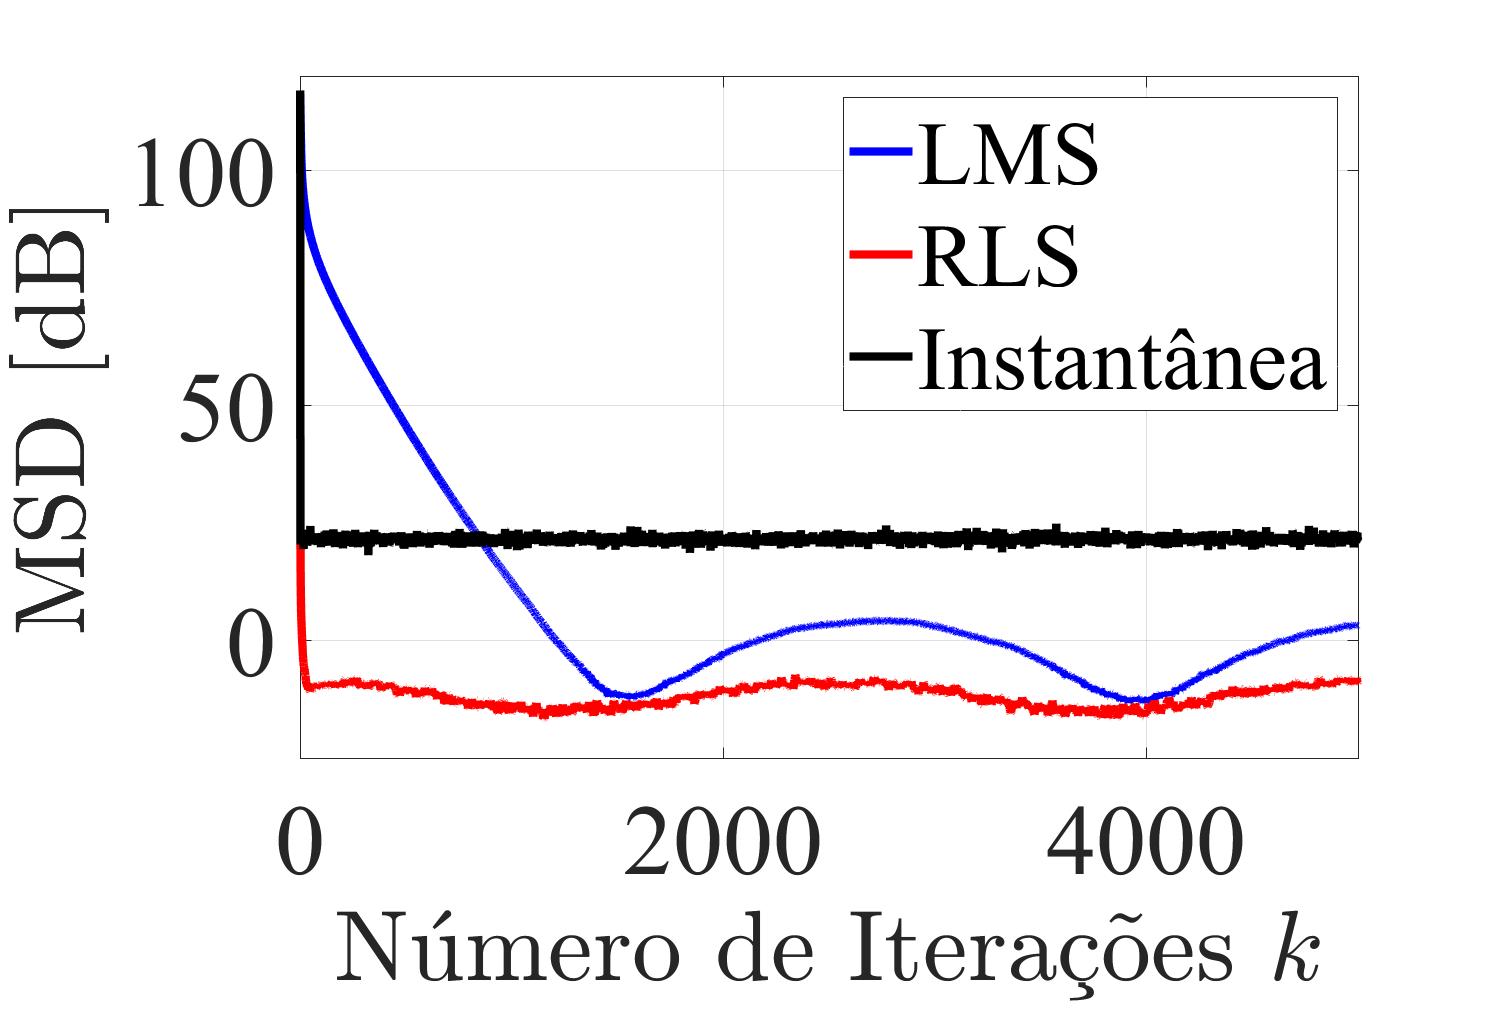 MSD [dB]
100
50
0
LMS
RLS
Instantânea
0 2000 4000
Número de Iterações k